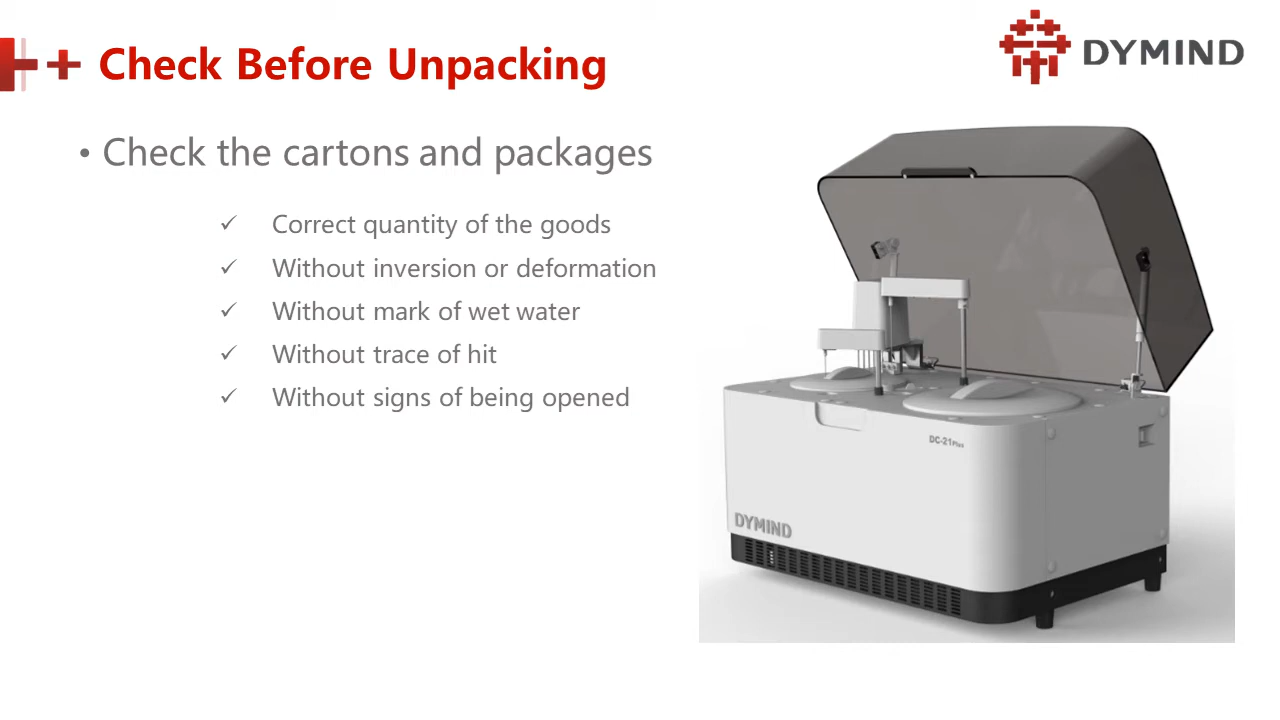 Check Before Unpacking
DYMIND
• Check the cartons and packages
✓ Correct quantity of the goods
✓ Without inversion or deformation
✓ Without mark of wet water
✓ Without trace of hit
✓ Without signs of being opened
DC-21Plus
DYMIND